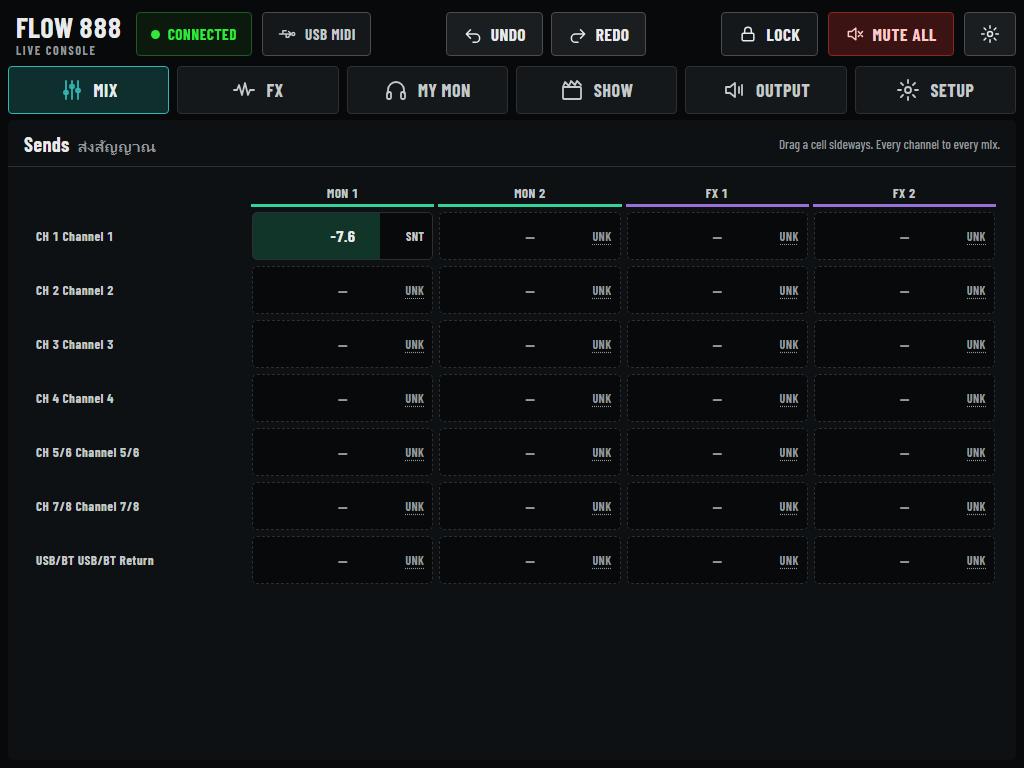 FLOW 888
LIVE CONSOLE
CONNECTED
USB MIDI
UNDO
REDO
LOCK
MUTE ALL
MIX
FX
MY MON
SHOW
OUTPUT
SETUP
Sends ส่งสัญญาณ
Drag a cell sideways. Every channel to every mix.
MON 1 MON 2 FX 1 FX 2
CH 1 Channel 1 -7.6 SNT — UNK — UNK — UNK
CH 2 Channel 2 — UNK — UNK — UNK — UNK
CH 3 Channel 3 — UNK — UNK — UNK — UNK
CH 4 Channel 4 — UNK — UNK — UNK — UNK
CH 5/6 Channel 5/6 — UNK — UNK — UNK — UNK
CH 7/8 Channel 7/8 — UNK — UNK — UNK — UNK
USB/BT USB/BT Return — UNK — UNK — UNK — UNK